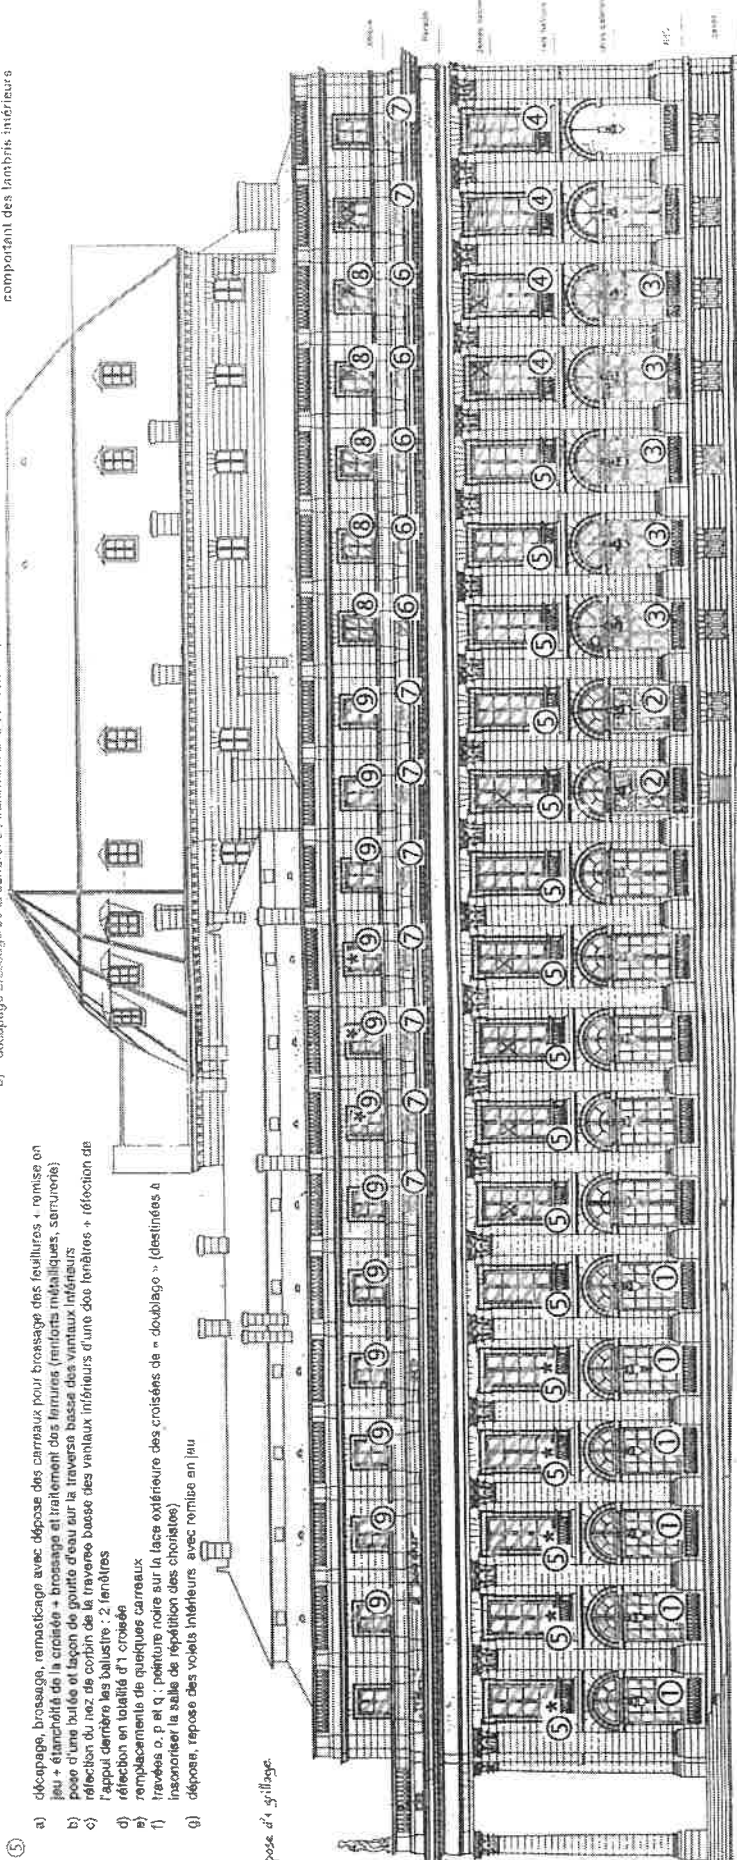 comportant des lambris intérieurs
⑤
a) décapage, brossage, remasticage avec dépose des carreaux pour brossage des feuillures + remise en
jeu + étanchéité de la croisée + brossage et traitement des ferrures (renforts métalliques, serrurerie)
b) pose d'une butée et façon de goutte d'eau sur la traverse basse des vantaux inférieurs
c) réfection du nez de corbin de la traverse basse des vantaux inférieurs d'une des fenêtres + réfection de
l'appui derrière les balustre : 2 fenêtres
d) réfection en totalité d'1 croisée
e) remplacements de quelques carreaux
f) travées o, p et q : peinture noire sur la face extérieure des croisées de « doublage » (destinées à
insonoriser la salle de répétition des choristes)
g) dépose, repose des volets intérieurs avec remise en jeu
pose d'1 grillage
⑨ ⑨ ⑨ ⑨ ⑨ ⑨ ⑨* ⑨* ⑨* ⑨ ⑨ ⑨ ⑧ ⑧ ⑧ ⑧ ⑧
⑦ ⑦ ⑦ ⑦ ⑦ ⑦ ⑦ ⑥ ⑥ ⑥ ⑥ ⑥ ⑦ ⑦
⑤* ⑤* ⑤* ⑤* ⑤* ⑤ ⑤ ⑤ ⑤ ⑤ ⑤ ⑤ ⑤ ⑤ ⑤ ④ ④ ④ ④
① ① ① ① ① ① ② ② ③ ③ ③ ③ ③